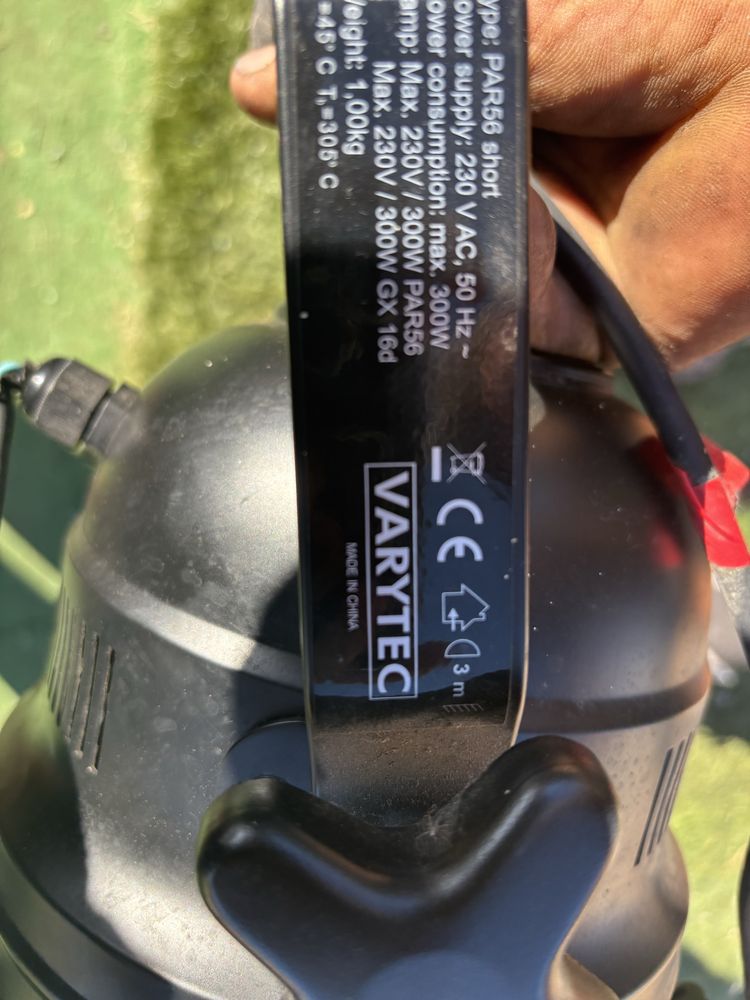 ype: PAR56 short
ower supply: 230 V AC, 50 Hz ~
ower consumption: max. 300W
amp: Max. 230V / 300W PAR56
Max. 230V / 300W GX 16d
eight: 1,00kg
=45° C T =305° C
CE
3 m
VARYTEC
MADE IN CHINA